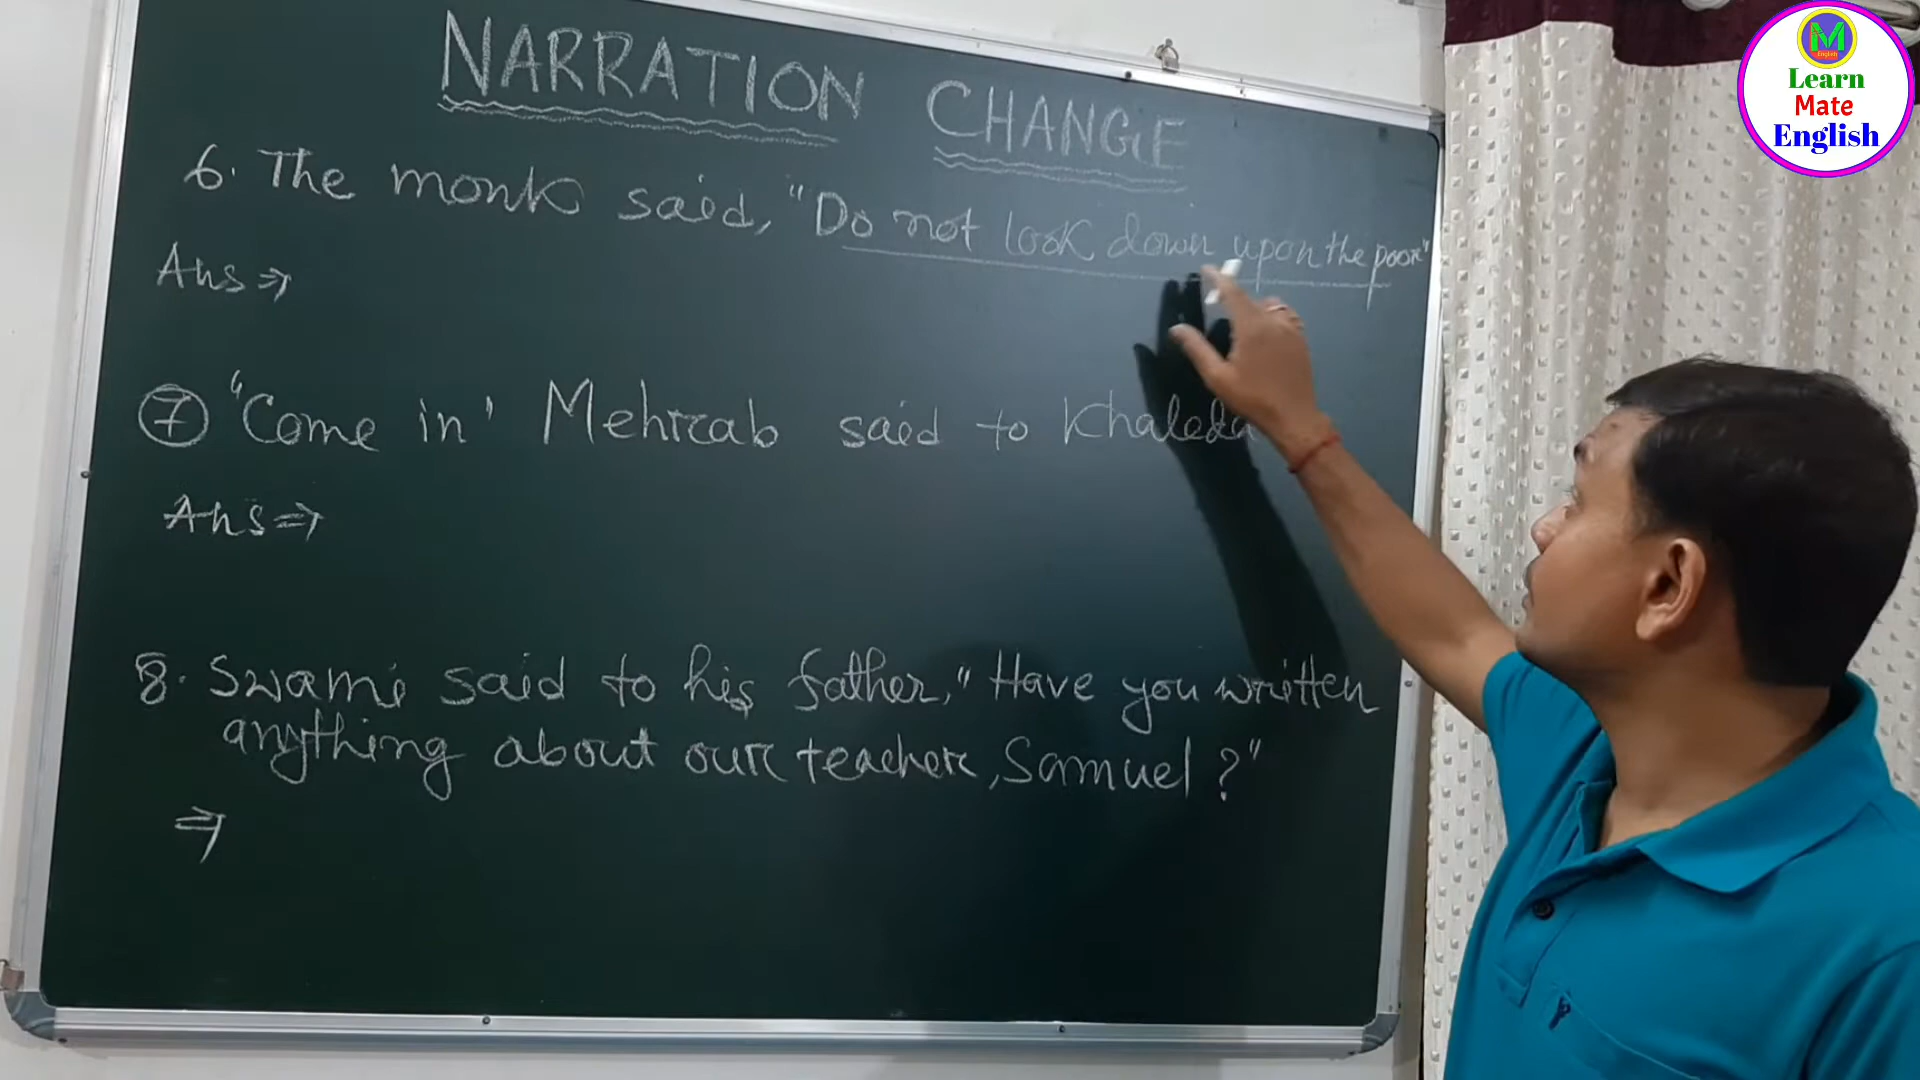 NARRATION CHANGE
6. The monk said, "Do not look down upon the poor"
Ans ⇒
7 "Come in' Mehrab said to Khaleda
Ans ⇒
8. Swami said to his father, "Have you written
anything about our teacher, Samuel ?"
⇒
M
Learn
Mate
English